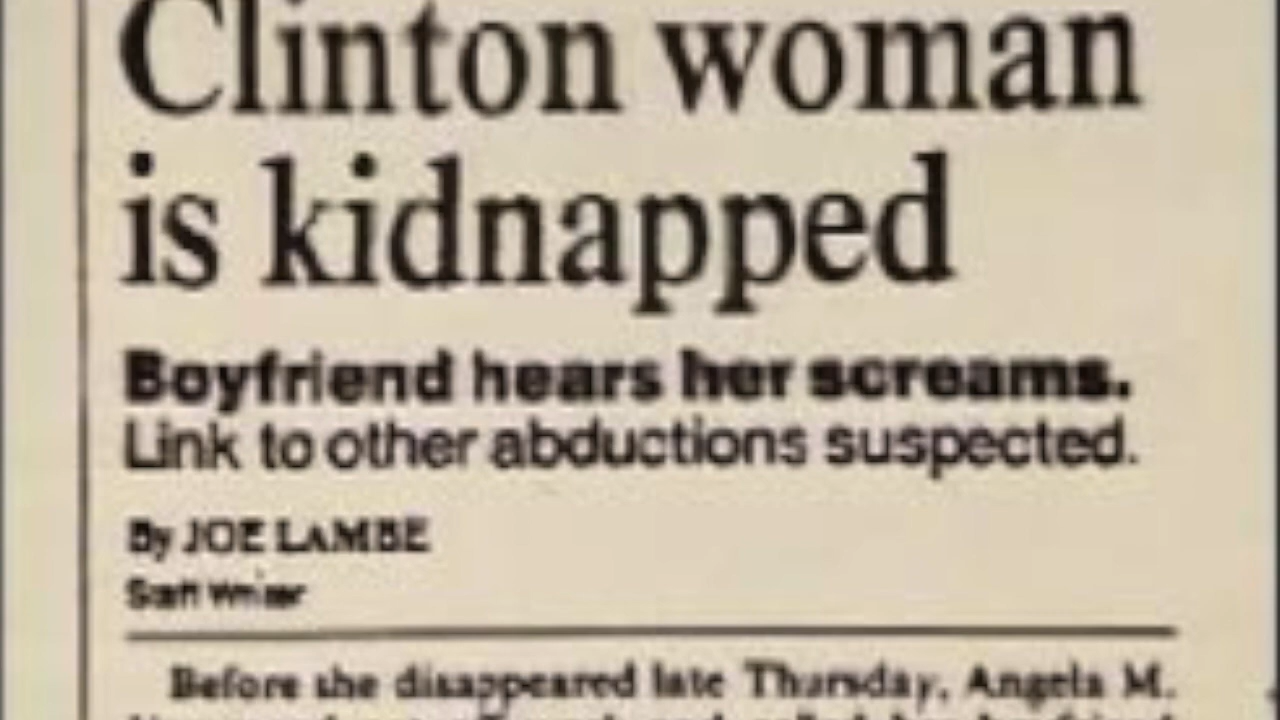 Clinton woman
is kidnapped
Boyfriend hears her screams.
Link to other abductions suspected.
By JOE LAMBE
Staff Writer
Before she disappeared late Thursday, Angela M.